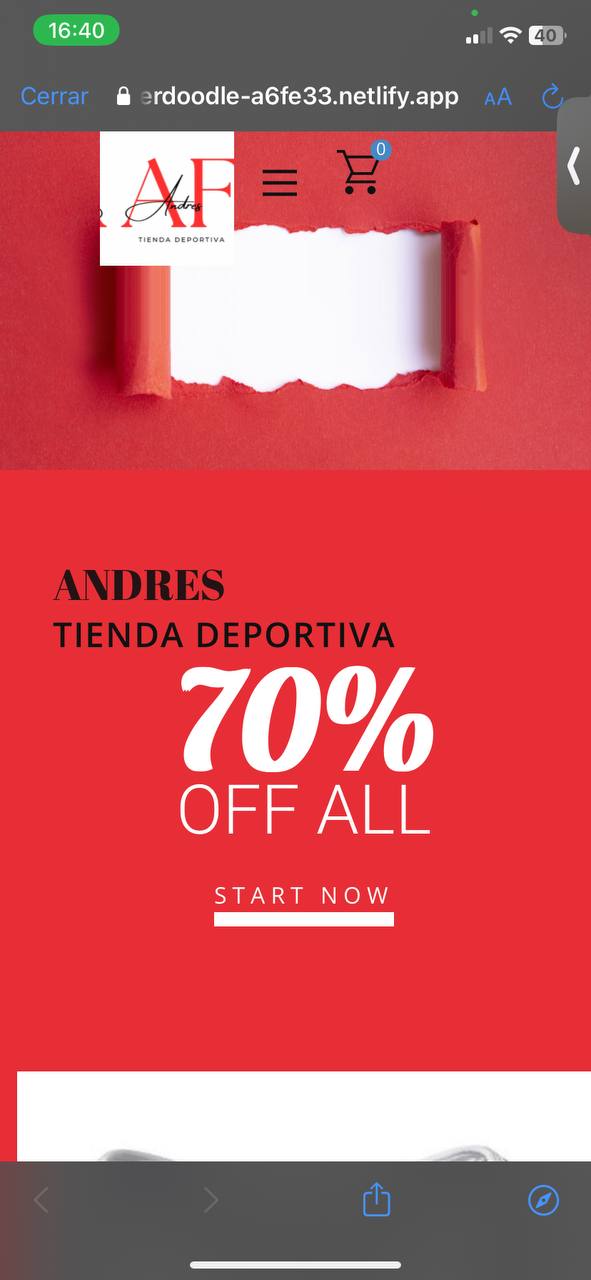 16:40
40
Cerrar
erdoodle-a6fe33.netlify.app
AA
0
AF
Andres
TIENDA DEPORTIVA
ANDRES
TIENDA DEPORTIVA
70%
OFF ALL
START NOW